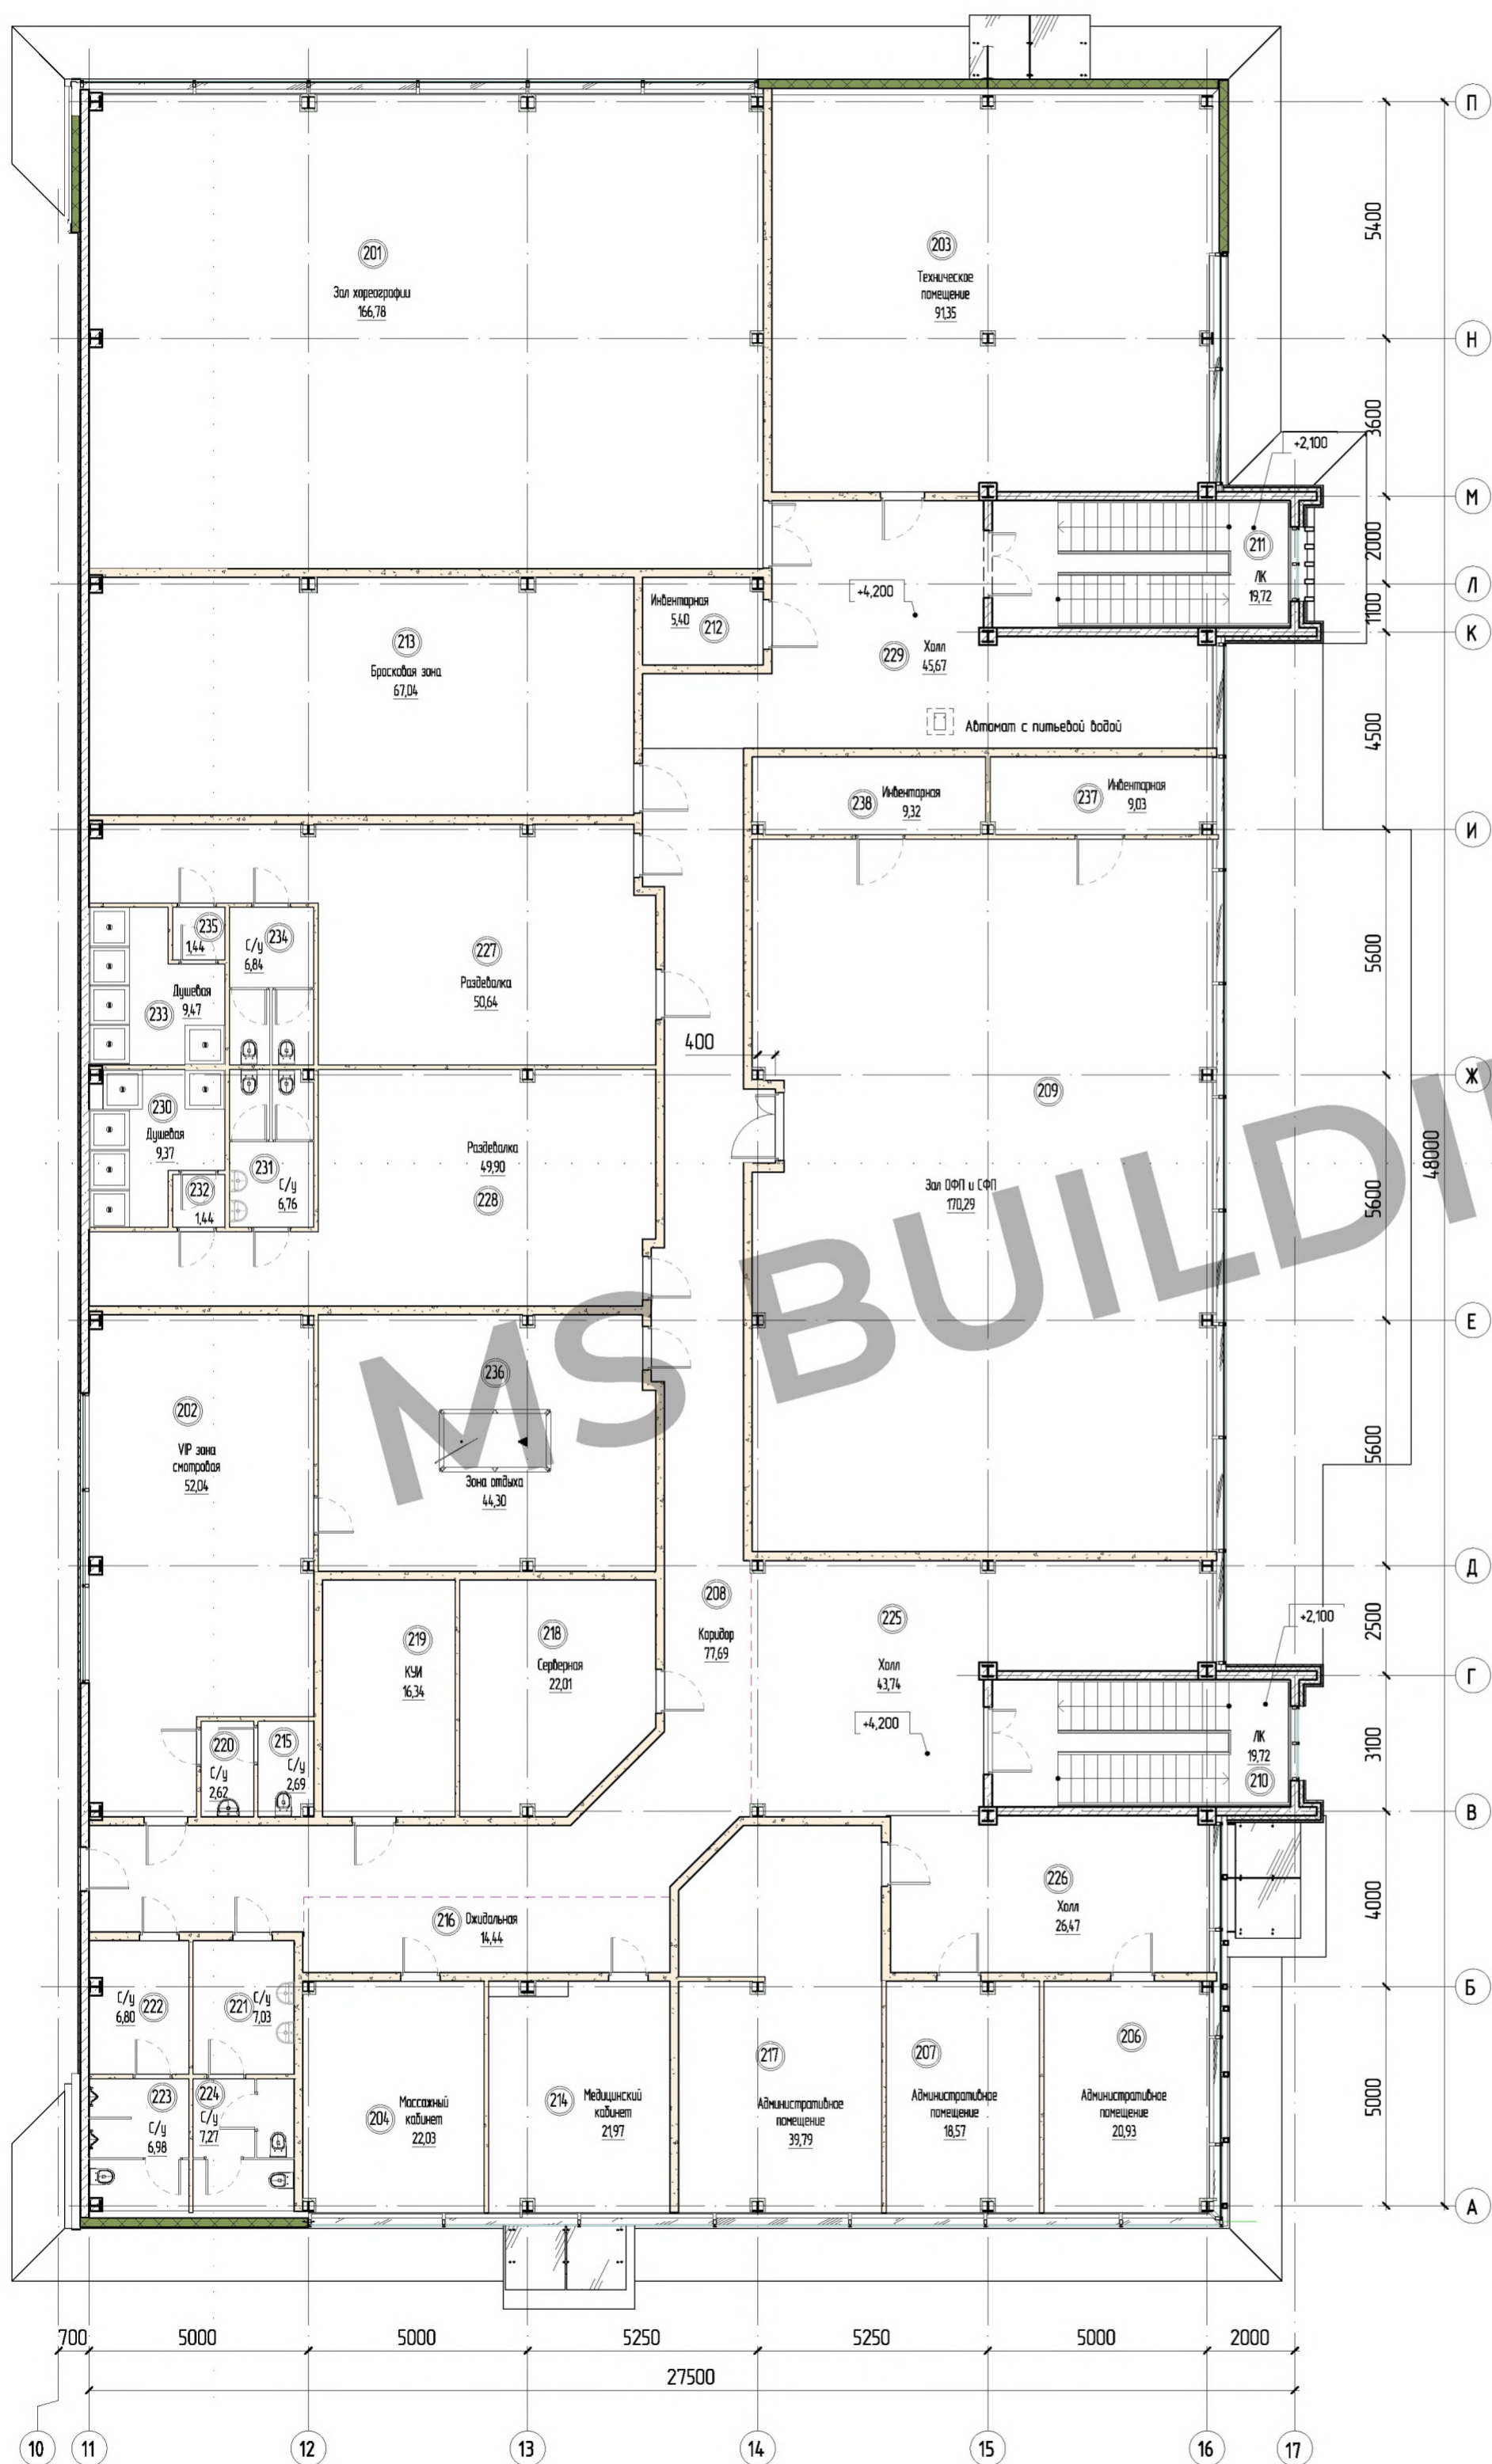 П
5400
201
Зал хореографии
166,78
203
Техническое
помещение
91,35
Н
3600
+2,100
М
2000
211
ЛК
19,72
Л
+4,200
1100
Инвентарная
5,40
212
К
213
Бросковая зона
67,04
229
Холл
45,67
4500
Автомат с питьевой водой
238
Инвентарная
9,32
237
Инвентарная
9,03
И
235
1,44
234
С/у
6,84
227
Раздевалка
50,64
5600
Душевая
9,47
233
400
Ж
209
230
Душевая
9,37
Раздевалка
49,90
228
231
С/у
6,76
232
1,44
Зал ОФП и СФП
170,29
5600
48000
MS BUILDI
Е
236
202
VIP зона
смотровая
52,04
Зона отдыха
44,30
5600
Д
208
Коридор
77,69
225
Холл
43,74
2500
+2,100
219
КУИ
16,34
218
Серверная
22,01
Г
+4,200
3100
ЛК
19,72
210
220
С/у
2,62
215
С/у
2,69
В
226
Холл
26,47
4000
216
Ожидальная
14,44
Б
С/у
6,80
222
221
С/у
7,03
217
Административное
помещение
39,79
207
Административное
помещение
18,57
206
Административное
помещение
20,93
5000
223
С/у
6,98
224
С/у
7,27
204
Массажный
кабинет
22,03
214
Медицинский
кабинет
21,97
А
700
5000
5000
5250
5250
5000
2000
27500
10
11
12
13
14
15
16
17